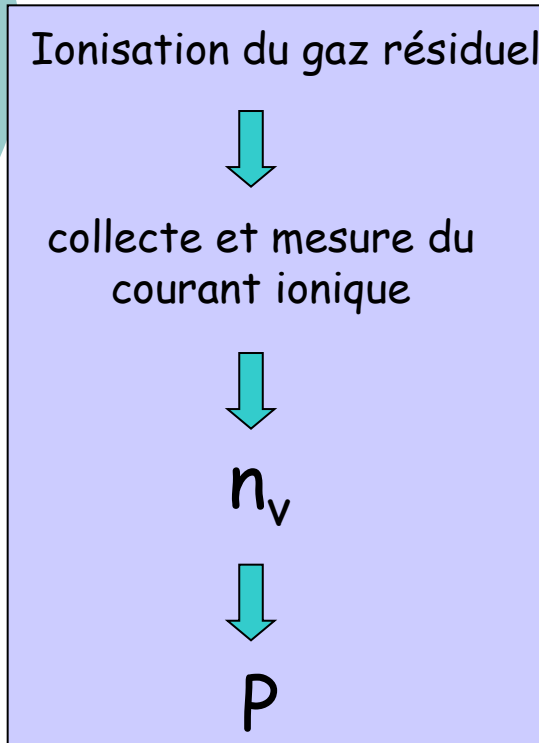 Ionisation du gaz résiduel
collecte et mesure du
courant ionique
nv
p